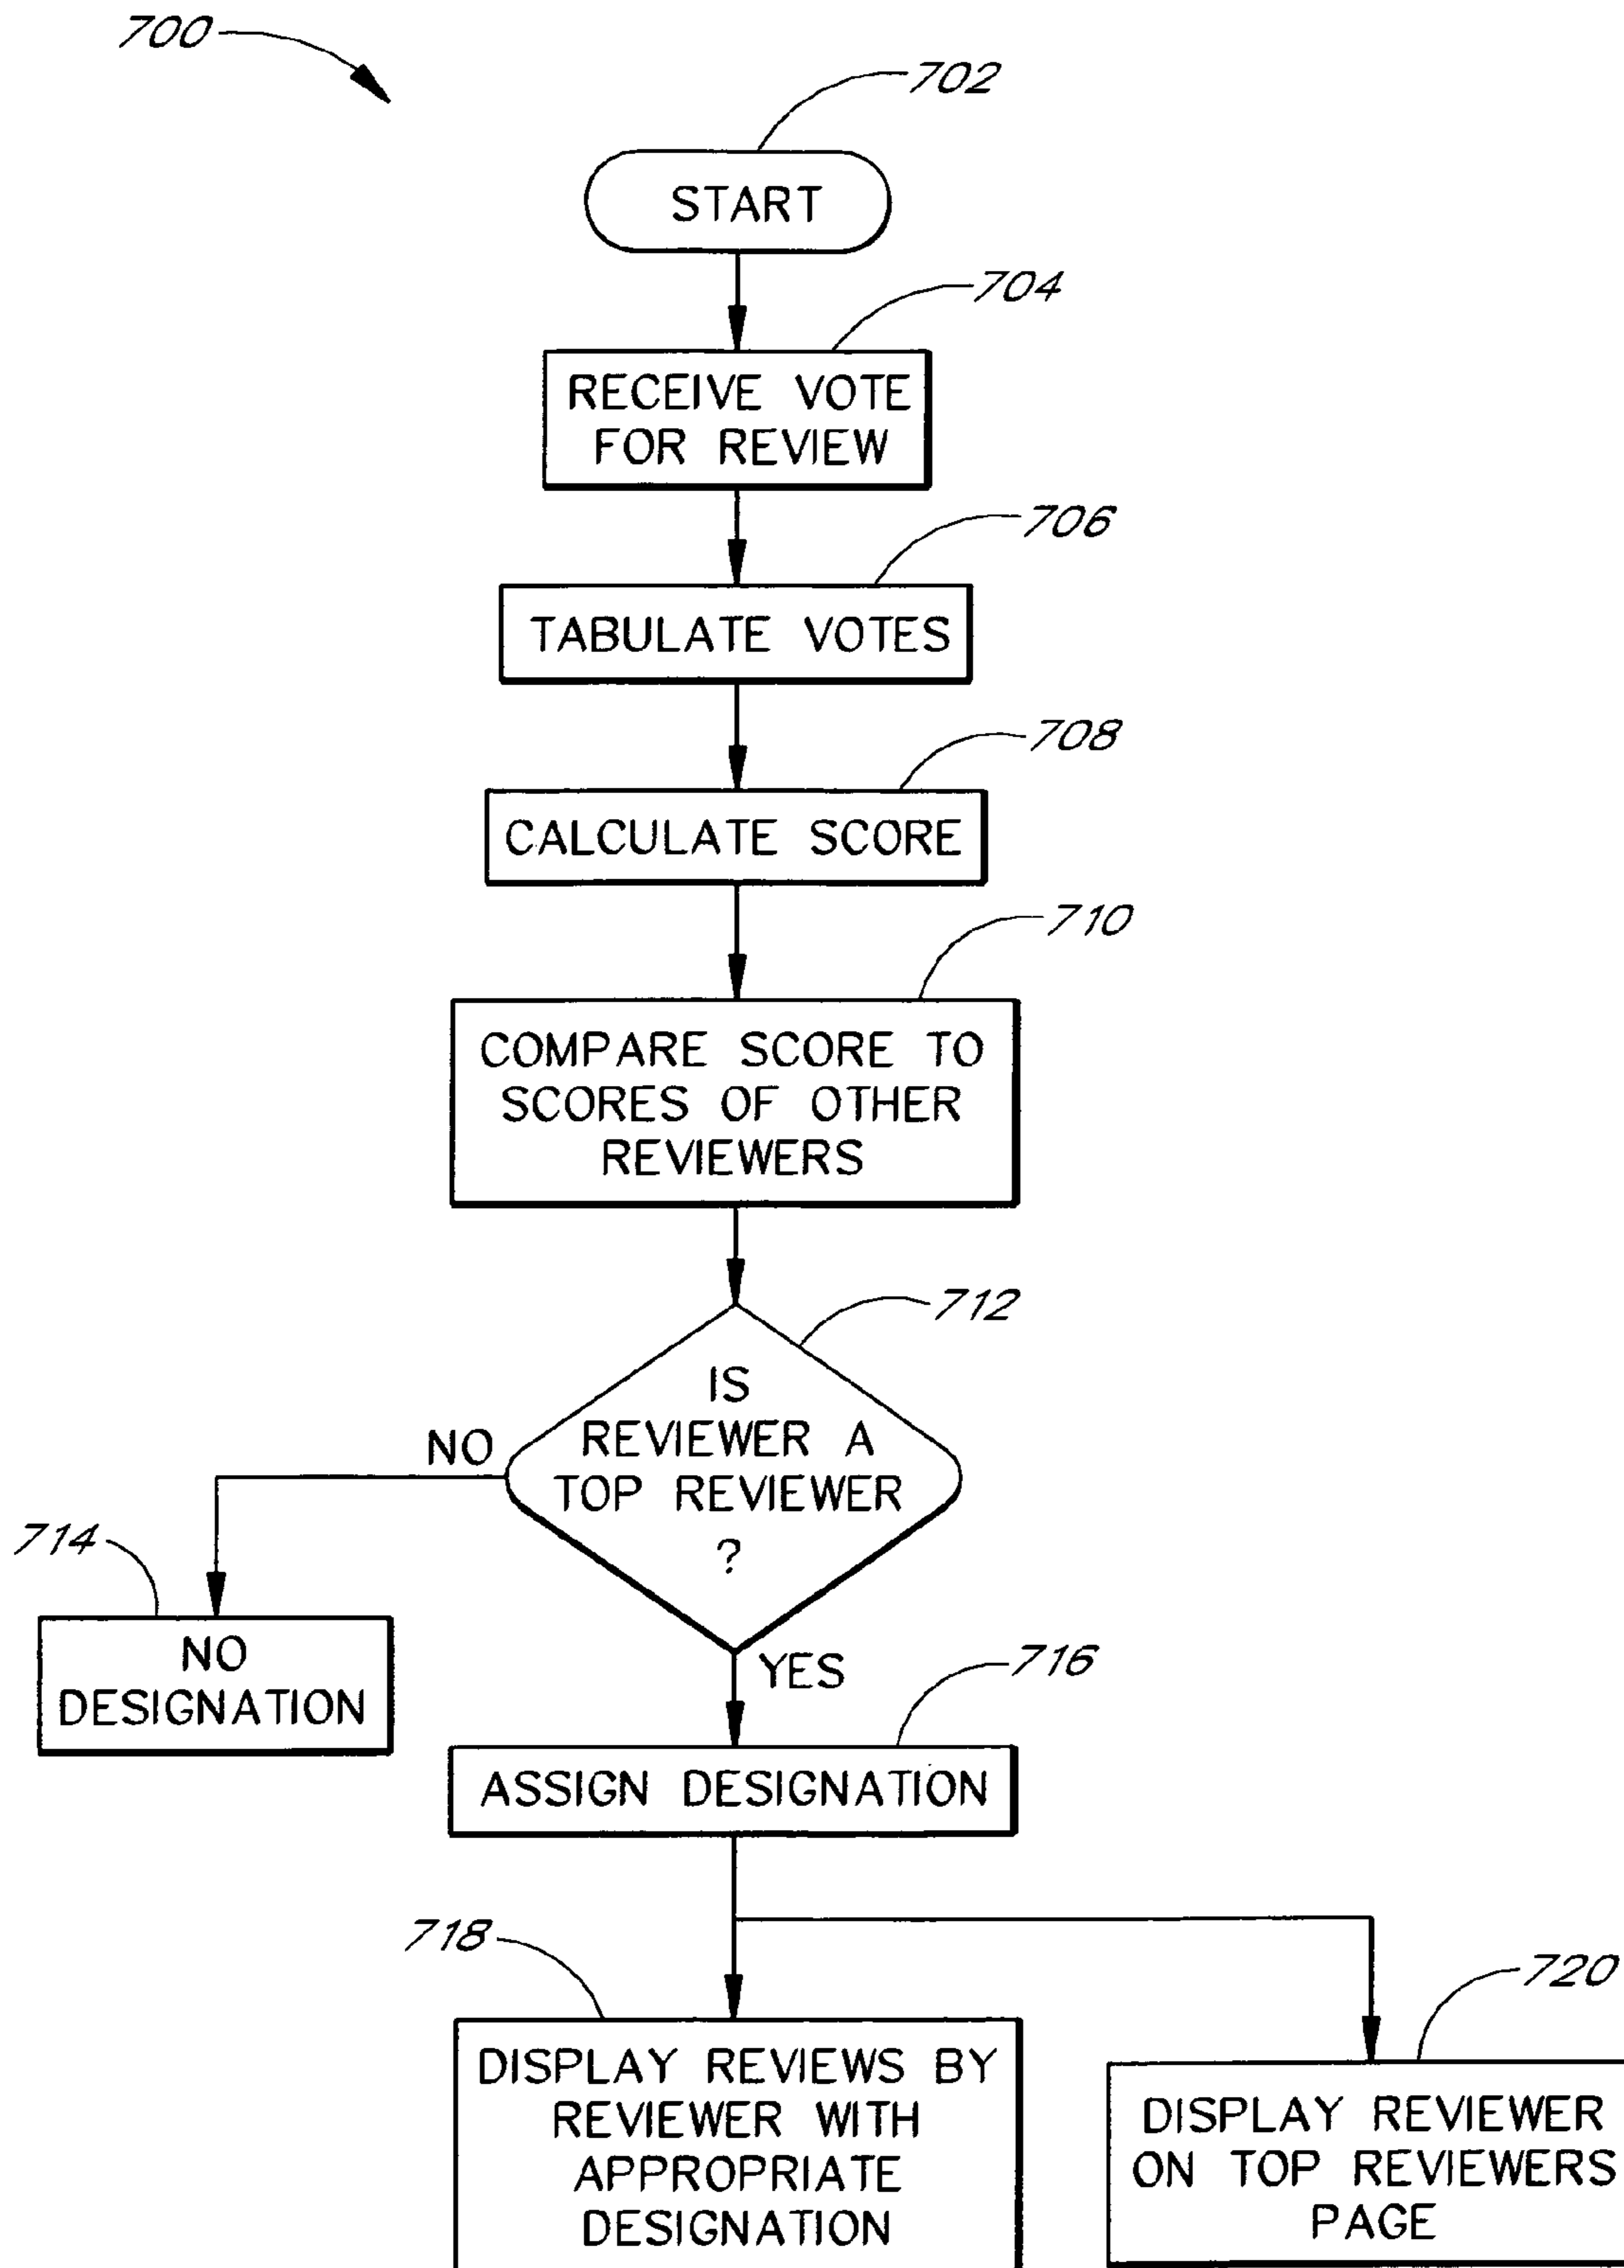 700
702
START
704
RECEIVE VOTE
FOR REVIEW
706
TABULATE VOTES
708
CALCULATE SCORE
710
COMPARE SCORE TO
SCORES OF OTHER
REVIEWERS
712
IS
REVIEWER A
TOP REVIEWER
?
NO
714
NO
DESIGNATION
YES
716
ASSIGN DESIGNATION
718
DISPLAY REVIEWS BY
REVIEWER WITH
APPROPRIATE
DESIGNATION
720
DISPLAY REVIEWER
ON TOP REVIEWERS
PAGE